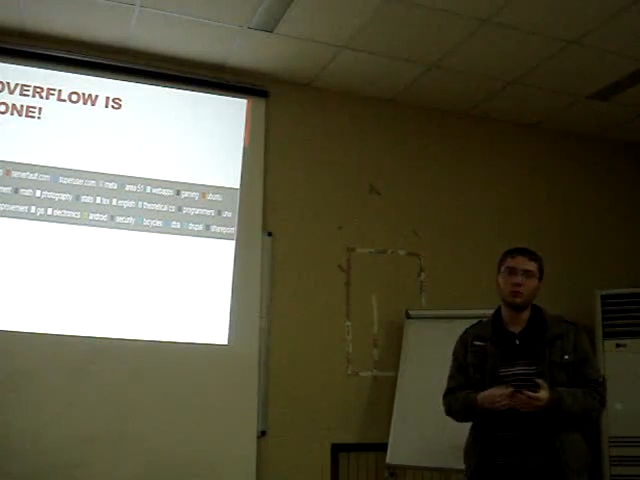 OVERFLOW IS
ONE!
serverfault.com superuser.com meta area 51 webapps gaming ubuntu
math photography stats tex english theoretical cs programmers unix
gis electronics android security bicycles dba drupal sharepoint